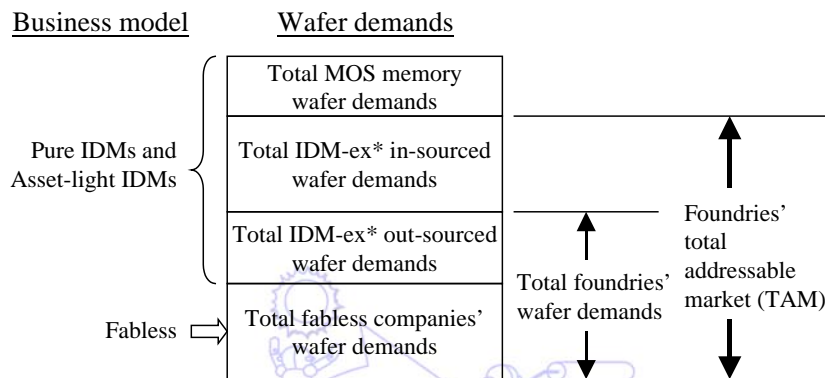 Business model
Wafer demands
Total MOS memory
wafer demands
Pure IDMs and
Asset-light IDMs
Total IDM-ex* in-sourced
wafer demands
Total IDM-ex* out-sourced
wafer demands
Fabless
Total fabless companies’
wafer demands
Total foundries’
wafer demands
Foundries’
total
addressable
market (TAM)